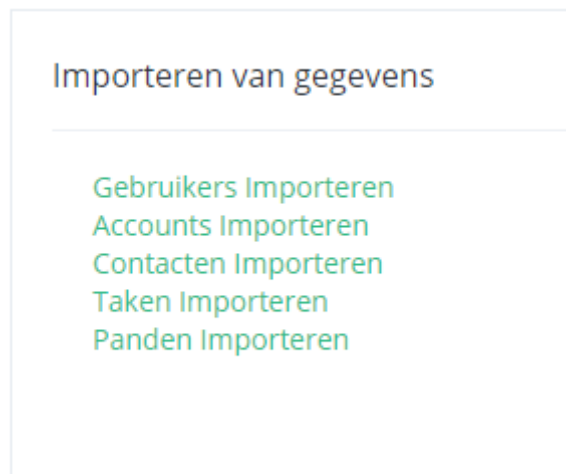 Importeren van gegevens
Gebruikers Importeren
Accounts Importeren
Contacten Importeren
Taken Importeren
Panden Importeren